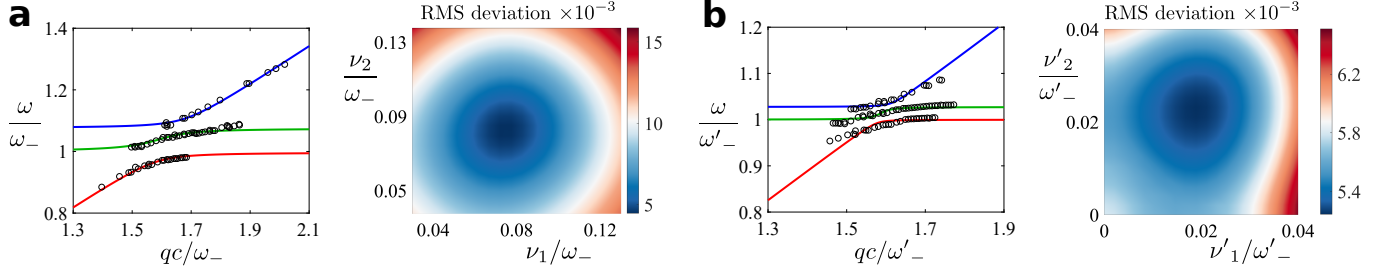 a
1.4
1.2
1
0.8
ω/ω₋
1.3 1.5 1.7 1.9 2.1
qc/ω₋
RMS deviation ×10⁻³
0.13
0.09
0.05
ν₂/ω₋
0.04 0.08 0.12
ν₁/ω₋
15
10
5
b
1.2
1.1
1
0.9
0.8
ω/ω′₋
1.3 1.5 1.7 1.9
qc/ω′₋
RMS deviation ×10⁻³
0.04
0.02
0
ν′₂/ω′₋
0 0.02 0.04
ν′₁/ω′₋
6.2
5.8
5.4